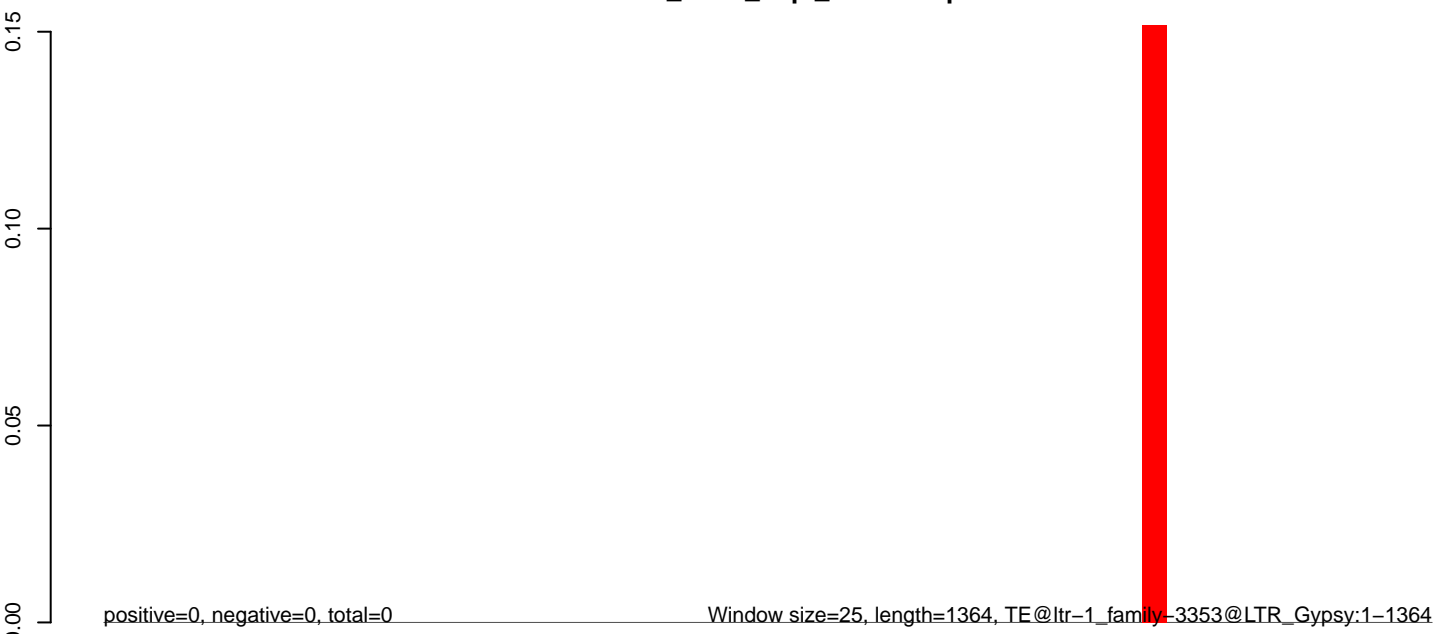 0.15
0.10
0.05
0.00
positive=0, negative=0, total=0
Window size=25, length=1364, TE@ltr−1_family−3353@LTR_Gypsy:1−1364